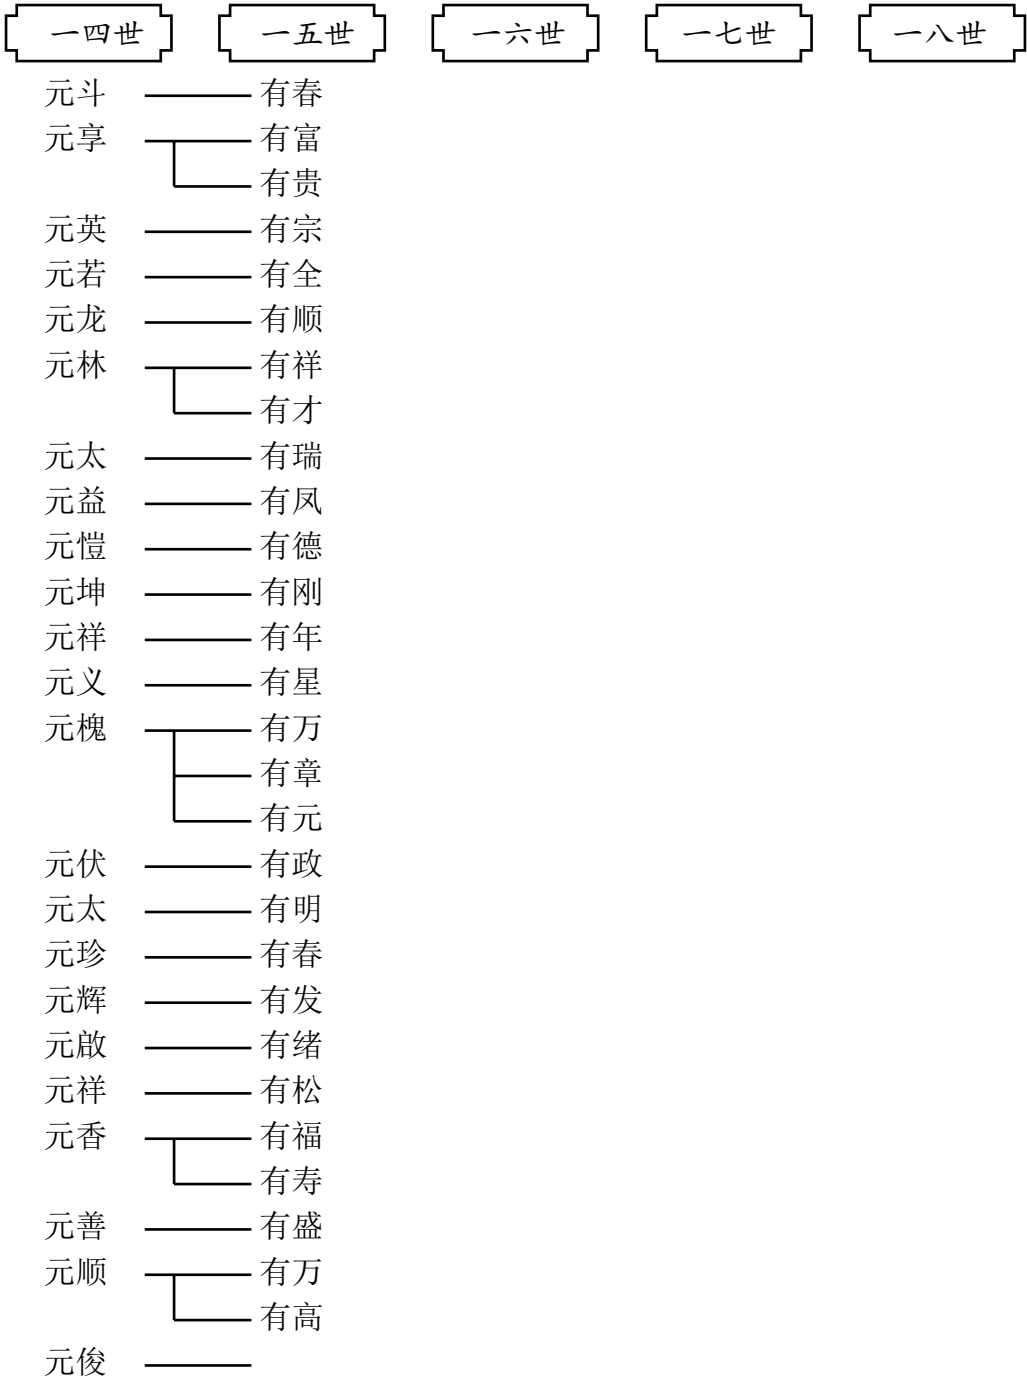 一四世 一五世 一六世 一七世 一八世
元斗 有春
元享 有富
有贵
元英 有宗
元若 有全
元龙 有顺
元林 有祥
有才
元太 有瑞
元益 有凤
元愷 有德
元坤 有刚
元祥 有年
元义 有星
元槐 有万
有章
有元
元伏 有政
元太 有明
元珍 有春
元辉 有发
元啟 有绪
元祥 有松
元香 有福
有寿
元善 有盛
元顺 有万
有高
元俊